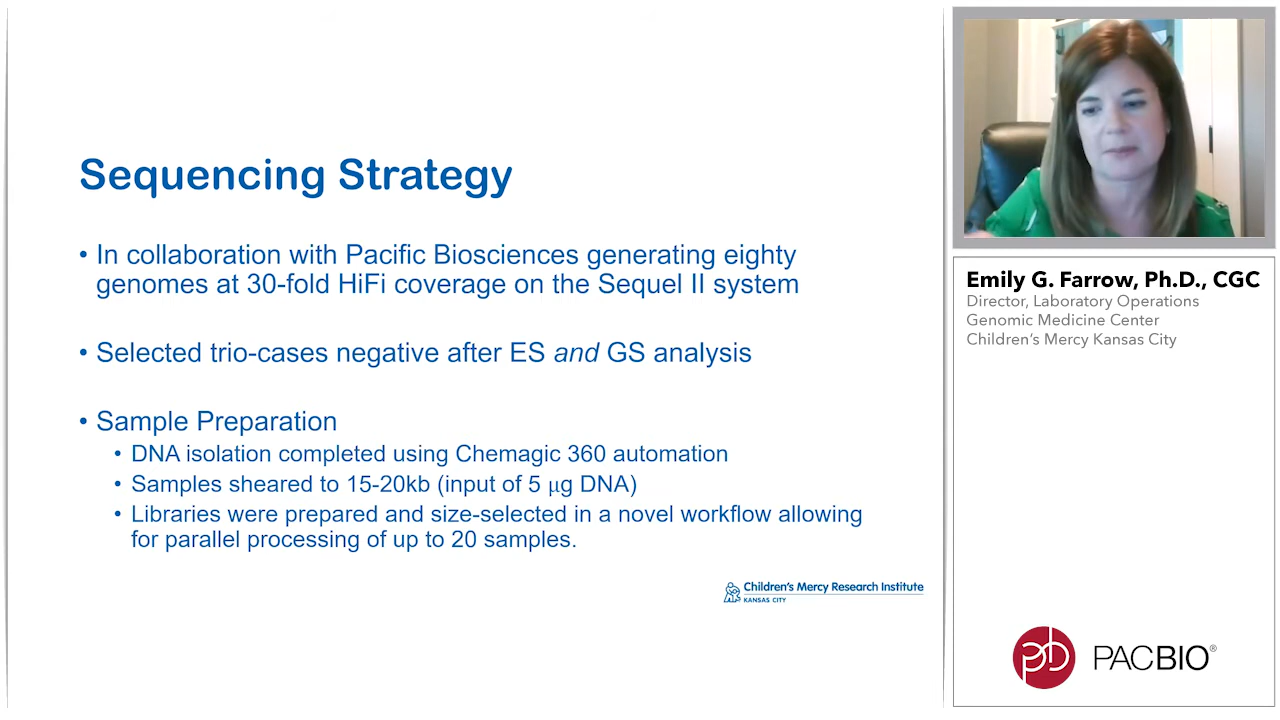 Sequencing Strategy
• In collaboration with Pacific Biosciences generating eighty
genomes at 30-fold HiFi coverage on the Sequel II system
• Selected trio-cases negative after ES and GS analysis
• Sample Preparation
• DNA isolation completed using Chemagic 360 automation
• Samples sheared to 15-20kb (input of 5 μg DNA)
• Libraries were prepared and size-selected in a novel workflow allowing
for parallel processing of up to 20 samples.
Children's Mercy Research Institute
KANSAS CITY
Emily G. Farrow, Ph.D., CGC
Director, Laboratory Operations
Genomic Medicine Center
Children's Mercy Kansas City
pb PACBIO®